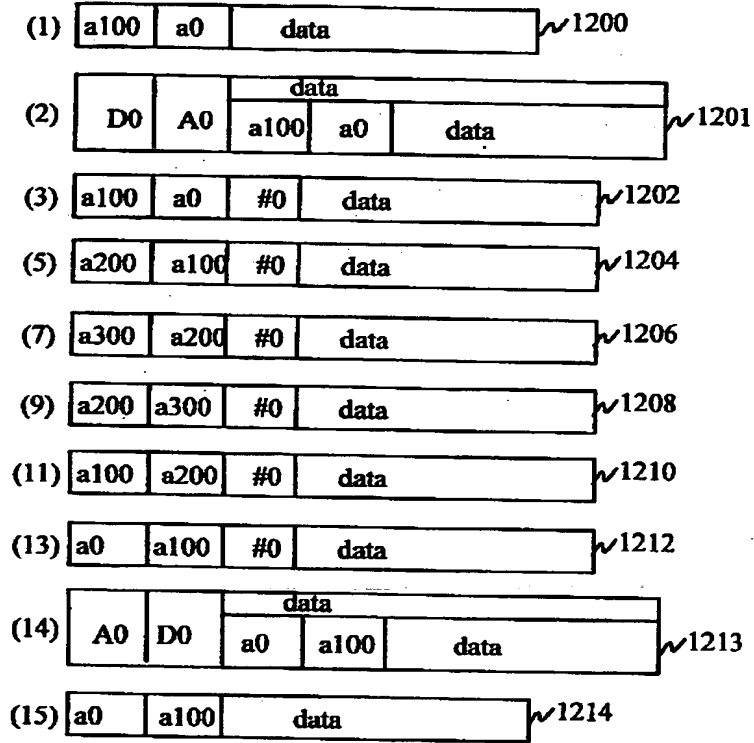 (1) a100 a0 data 1200
data
(2) D0 A0 a100 a0 data 1201
(3) a100 a0 #0 data 1202
(5) a200 a100 #0 data 1204
(7) a300 a200 #0 data 1206
(9) a200 a300 #0 data 1208
(11) a100 a200 #0 data 1210
(13) a0 a100 #0 data 1212
data
(14) A0 D0 a0 a100 data 1213
(15) a0 a100 data 1214